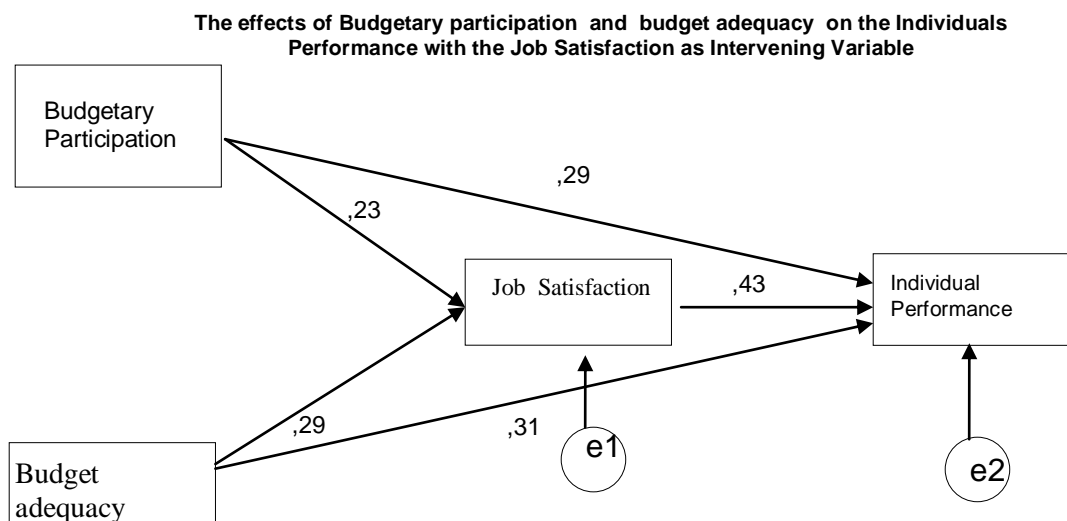 The effects of Budgetary participation and budget adequacy on the Individuals
Performance with the Job Satisfaction as Intervening Variable
Budgetary
Participation
,29
,23
Job Satisfaction
,43
Individual
Performance
,29
,31
e1
e2
Budget
adequacy